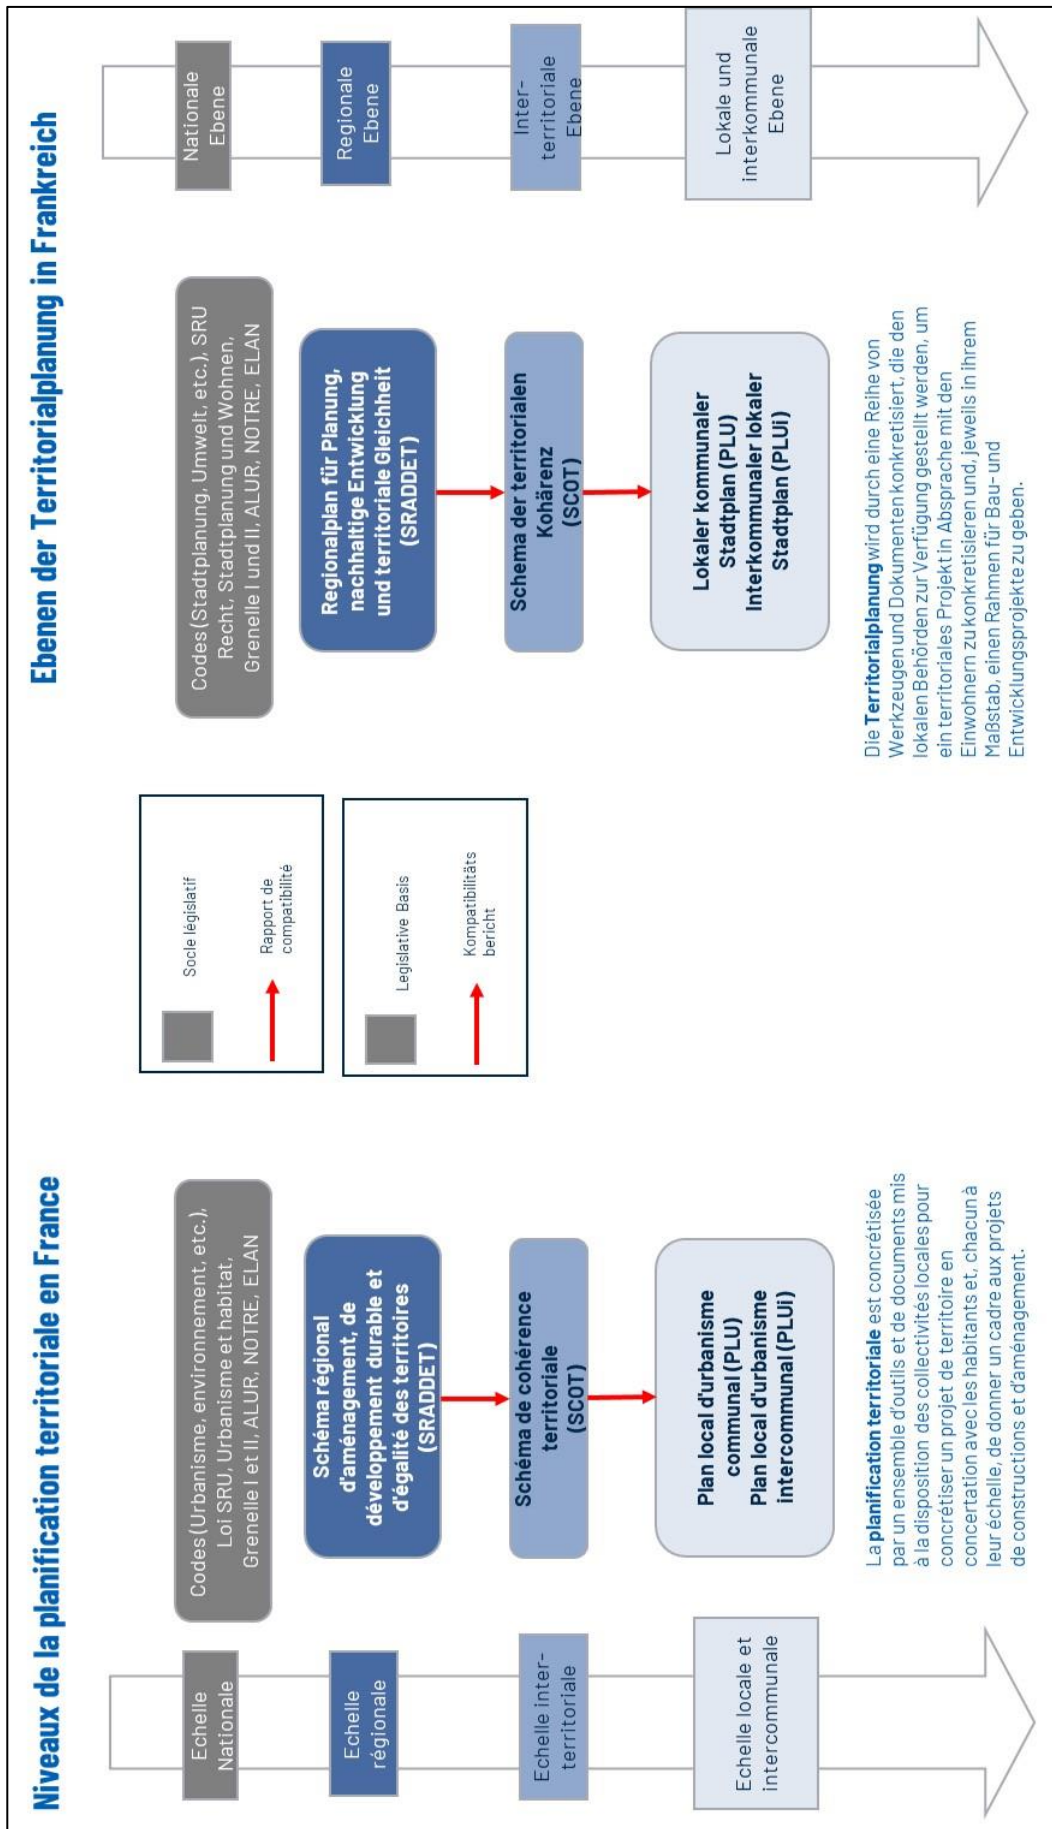 Niveaux de la planification territoriale en France
Echelle
Nationale
Echelle
régionale
Echelle inter-
territoriale
Echelle locale et
intercommunale
Codes (Urbanisme, environnement, etc.),
Loi SRU, Urbanisme et habitat,
Grenelle I et II, ALUR, NOTRE, ELAN
Schéma régional
d'aménagement, de
développement durable et
d'égalité des territoires
(SRADDET)
Schéma de cohérence
territoriale
(SCOT)
Plan local d'urbanisme
communal (PLU)
Plan local d'urbanisme
intercommunal (PLUi)
La planification territoriale est concrétisée
par un ensemble d'outils et de documents mis
à la disposition des collectivités locales pour
concrétiser un projet de territoire en
concertation avec les habitants et, chacun à
leur échelle, de donner un cadre aux projets
de constructions et d'aménagement.
Socle législatif
Rapport de
compatibilité
Legislative Basis
Kompatibilitäts
bericht
Ebenen der Territorialplanung in Frankreich
Codes (Stadtplanung, Umwelt, etc.), SRU
Recht, Stadtplanung und Wohnen,
Grenelle I und II, ALUR, NOTRE, ELAN
Regionalplan für Planung,
nachhaltige Entwicklung
und territoriale Gleichheit
(SRADDET)
Schema der territorialen
Kohärenz
(SCOT)
Lokaler kommunaler
Stadtplan (PLU)
Interkommunaler lokaler
Stadtplan (PLUi)
Die Territorialplanung wird durch eine Reihe von
Werkzeugen und Dokumenten konkretisiert, die den
lokalen Behörden zur Verfügung gestellt werden, um
ein territoriales Projekt in Absprache mit den
Einwohnern zu konkretisieren und, jeweils in ihrem
Maßstab, einen Rahmen für Bau- und
Entwicklungsprojekte zu geben.
Nationale
Ebene
Regionale
Ebene
Inter-
territoriale
Ebene
Lokale und
interkommunale
Ebene